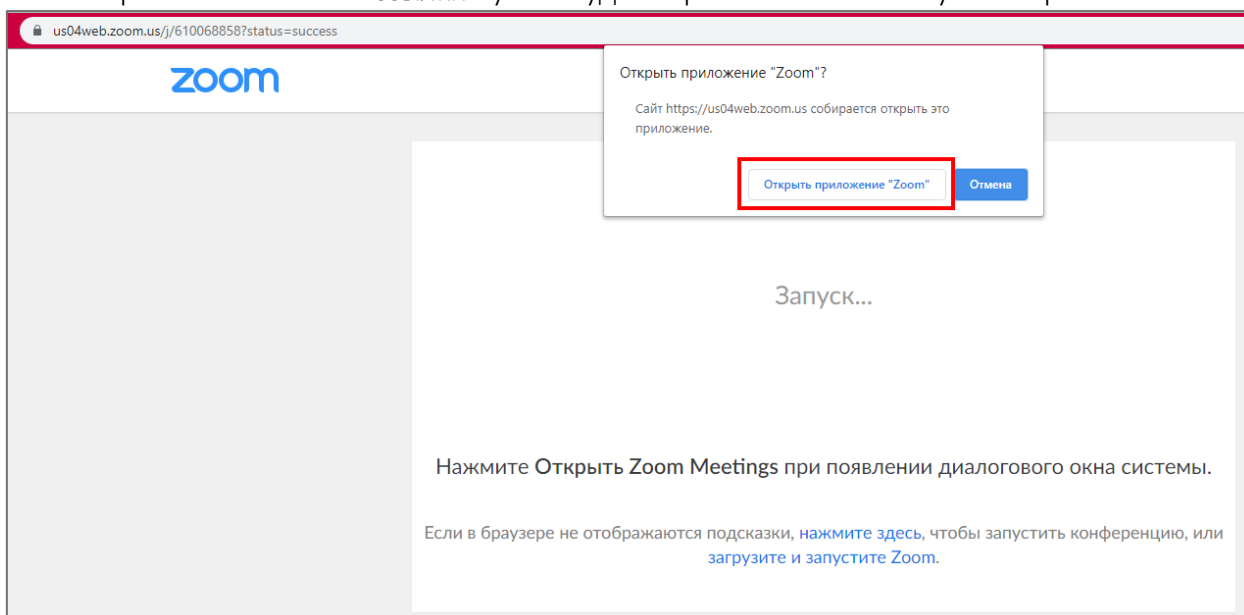 us04web.zoom.us/j/610068858?status=success
zoom
Открыть приложение "Zoom"?
Сайт https://us04web.zoom.us собирается открыть это
приложение.
Открыть приложение "Zoom"
Отмена
Запуск...
Нажмите Открыть Zoom Meetings при появлении диалогового окна системы.
Если в браузере не отображаются подсказки, нажмите здесь, чтобы запустить конференцию, или
загрузите и запустите Zoom.